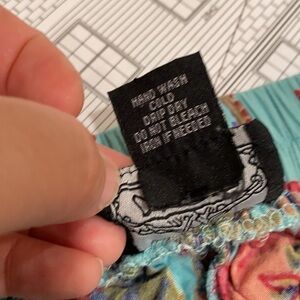 HAND WASH
COLD
DRIP DRY
DO NOT BLEACH
IRON IF NEEDED